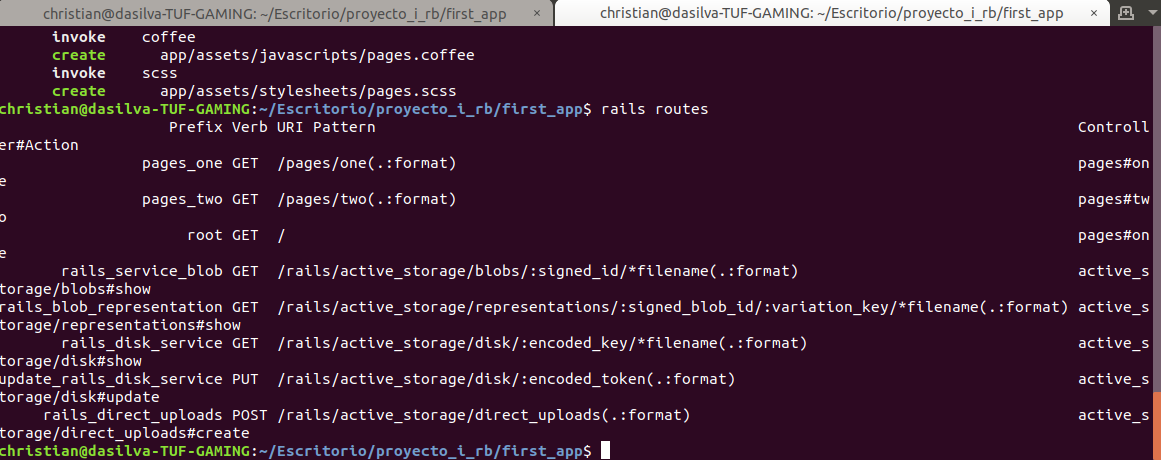 christian@dasilva-TUF-GAMING: ~/Escritorio/proyecto_i_rb/first_app × christian@dasilva-TUF-GAMING: ~/Escritorio/proyecto_i_rb/first_app ×
invoke coffee
create app/assets/javascripts/pages.coffee
invoke scss
create app/assets/stylesheets/pages.scss
christian@dasilva-TUF-GAMING:~/Escritorio/proyecto_i_rb/first_app$ rails routes
Prefix Verb URI Pattern Controll
er#Action
pages_one GET /pages/one(.:format) pages#on
e
pages_two GET /pages/two(.:format) pages#tw
o
root GET / pages#on
e
rails_service_blob GET /rails/active_storage/blobs/:signed_id/*filename(.:format) active_s
torage/blobs#show
rails_blob_representation GET /rails/active_storage/representations/:signed_blob_id/:variation_key/*filename(.:format) active_s
torage/representations#show
rails_disk_service GET /rails/active_storage/disk/:encoded_key/*filename(.:format) active_s
torage/disk#show
update_rails_disk_service PUT /rails/active_storage/disk/:encoded_token(.:format) active_s
torage/disk#update
rails_direct_uploads POST /rails/active_storage/direct_uploads(.:format) active_s
torage/direct_uploads#create
christian@dasilva-TUF-GAMING:~/Escritorio/proyecto_i_rb/first_app$